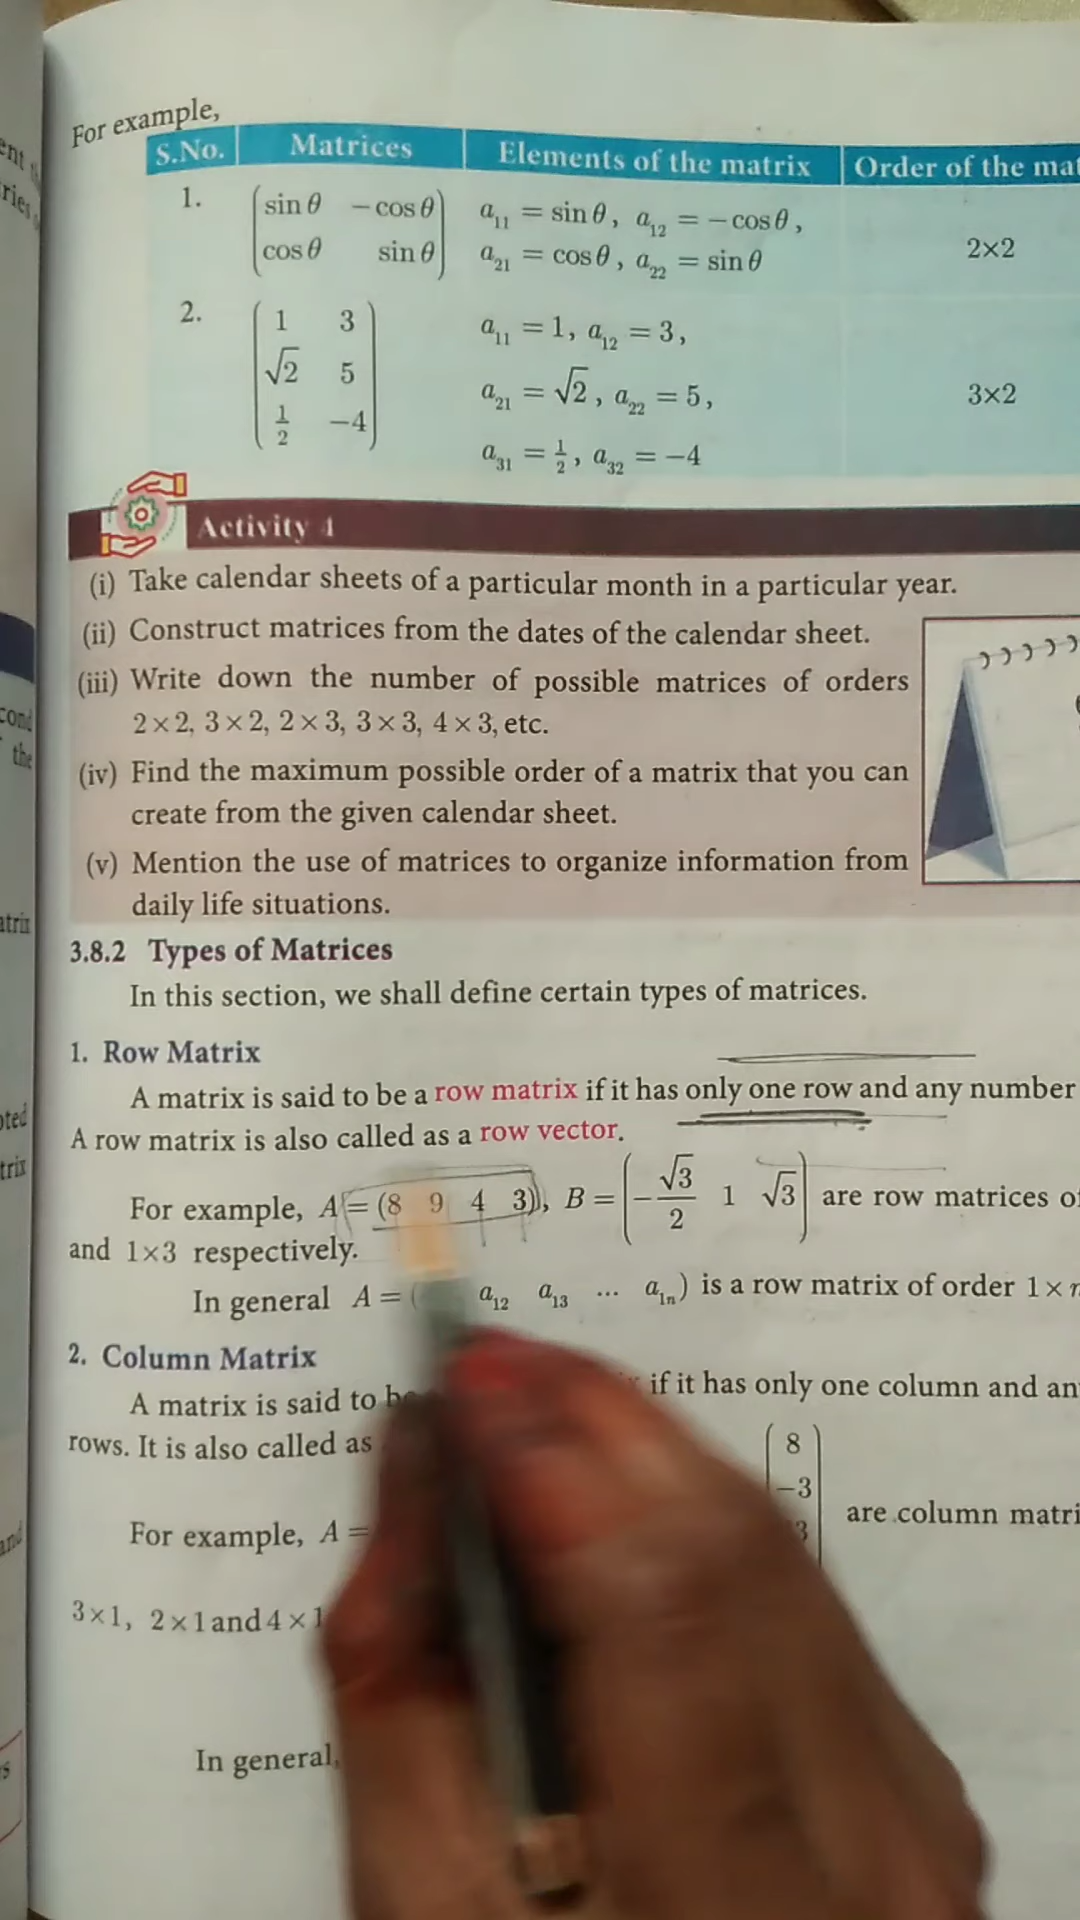 For example,
S.No. Matrices Elements of the matrix Order of the
1. (sin θ −cos θ) a₁₁ = sin θ, a₁₂ = −cos θ,
(cos θ sin θ) a₂₁ = cos θ, a₂₂ = sin θ 2×2
2. (1 3) a₁₁ = 1, a₁₂ = 3,
(√2 5) a₂₁ = √2, a₂₂ = 5, 3×2
(1/2 −4) a₃₁ = 1/2, a₃₂ = −4
Activity 4
(i) Take calendar sheets of a particular month in a particular year.
(ii) Construct matrices from the dates of the calendar sheet.
(iii) Write down the number of possible matrices of orders
2×2, 3×2, 2×3, 3×3, 4×3, etc.
(iv) Find the maximum possible order of a matrix that you can
create from the given calendar sheet.
(v) Mention the use of matrices to organize information from
daily life situations.
3.8.2 Types of Matrices
In this section, we shall define certain types of matrices.
1. Row Matrix
A matrix is said to be a row matrix if it has only one row and any number
A row matrix is also called as a row vector.
For example, A = (8 9 4 3), B = (−√3/2 1 √3) are row matrices
and 1×3 respectively.
In general A = ( a₁₂ a₁₃ ... a₁ₙ) is a row matrix of order 1×
2. Column Matrix
A matrix is said to if it has only one column and
rows. It is also called as
8
−3
For example, A = are column
3×1, 2×1 and 4×1
In general,